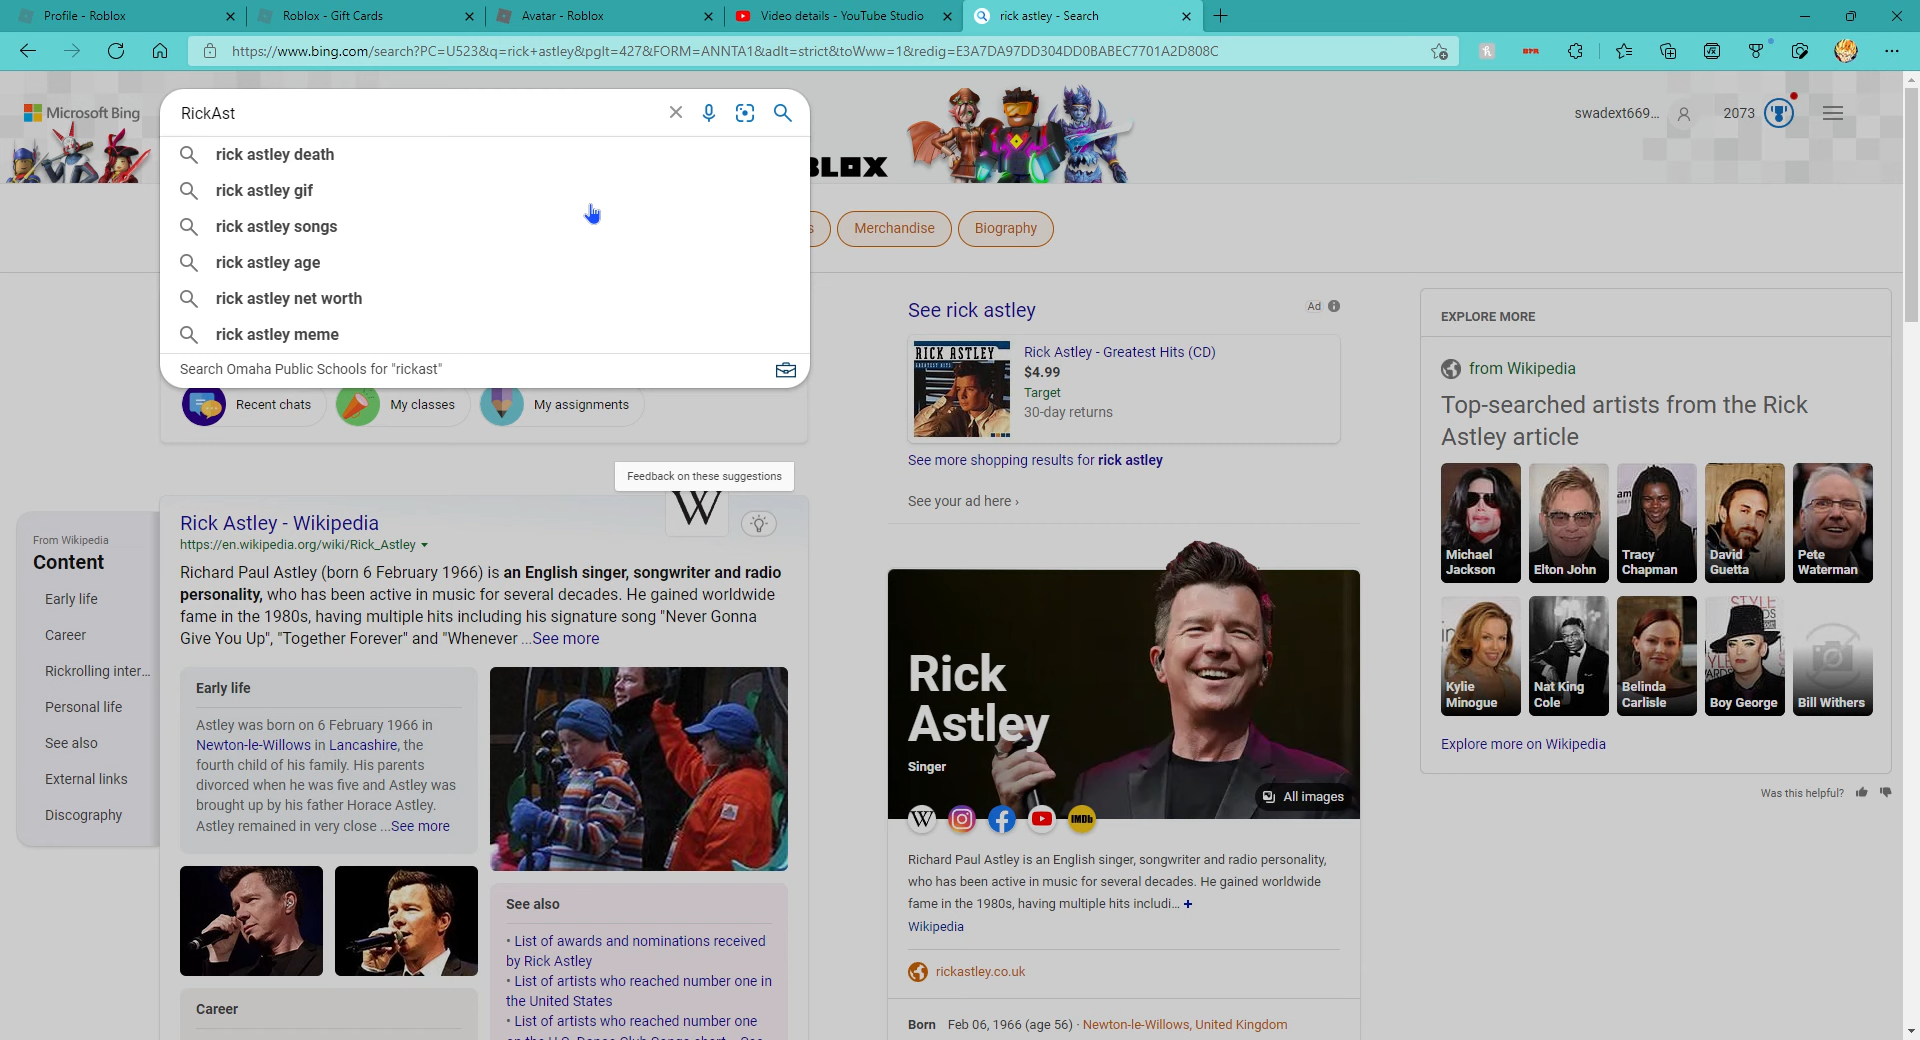 Profile - Roblox
Roblox - Gift Cards
Avatar - Roblox
Video details - YouTube Studio
rick astley - Search
https://www.bing.com/search?PC=U523&q=rick+astley&pglt=427&FORM=ANNTA1&adlt=strict&toWww=1&redig=E3A7DA97DD304DD0BABEC7701A2D808C
Microsoft Bing
RickAst
swadext669...
2073
rick astley death
rick astley gif
rick astley songs
rick astley age
rick astley net worth
rick astley meme
Search Omaha Public Schools for "rickast"
BLOX
s
Merchandise
Biography
Recent chats
My classes
My assignments
Feedback on these suggestions
From Wikipedia
Content
Early life
Career
Rickrolling inter...
Personal life
See also
External links
Discography
Rick Astley - Wikipedia
https://en.wikipedia.org/wiki/Rick_Astley
W
Richard Paul Astley (born 6 February 1966) is an English singer, songwriter and radio
personality, who has been active in music for several decades. He gained worldwide
fame in the 1980s, having multiple hits including his signature song "Never Gonna
Give You Up", "Together Forever" and "Whenever ...See more
Early life
Astley was born on 6 February 1966 in
Newton-le-Willows in Lancashire, the
fourth child of his family. His parents
divorced when he was five and Astley was
brought up by his father Horace Astley.
Astley remained in very close ...See more
Career
See also
• List of awards and nominations received
by Rick Astley
• List of artists who reached number one in
the United States
• List of artists who reached number one
on the U.S. Dance Club Songs chart... See
See rick astley
Ad
RICK ASTLEY
Rick Astley - Greatest Hits (CD)
$4.99
Target
30-day returns
See more shopping results for rick astley
See your ad here ›
Rick
Astley
Singer
All images
W
IMDb
Richard Paul Astley is an English singer, songwriter and radio personality,
who has been active in music for several decades. He gained worldwide
fame in the 1980s, having multiple hits includi... +
Wikipedia
rickastley.co.uk
Born Feb 06, 1966 (age 56) · Newton-le-Willows, United Kingdom
EXPLORE MORE
from Wikipedia
Top-searched artists from the Rick
Astley article
Michael
Jackson
Elton John
Tracy
Chapman
David
Guetta
Pete
Waterman
Kylie
Minogue
Nat King
Cole
Belinda
Carlisle
STYLE
Boy George
Bill Withers
Explore more on Wikipedia
Was this helpful?